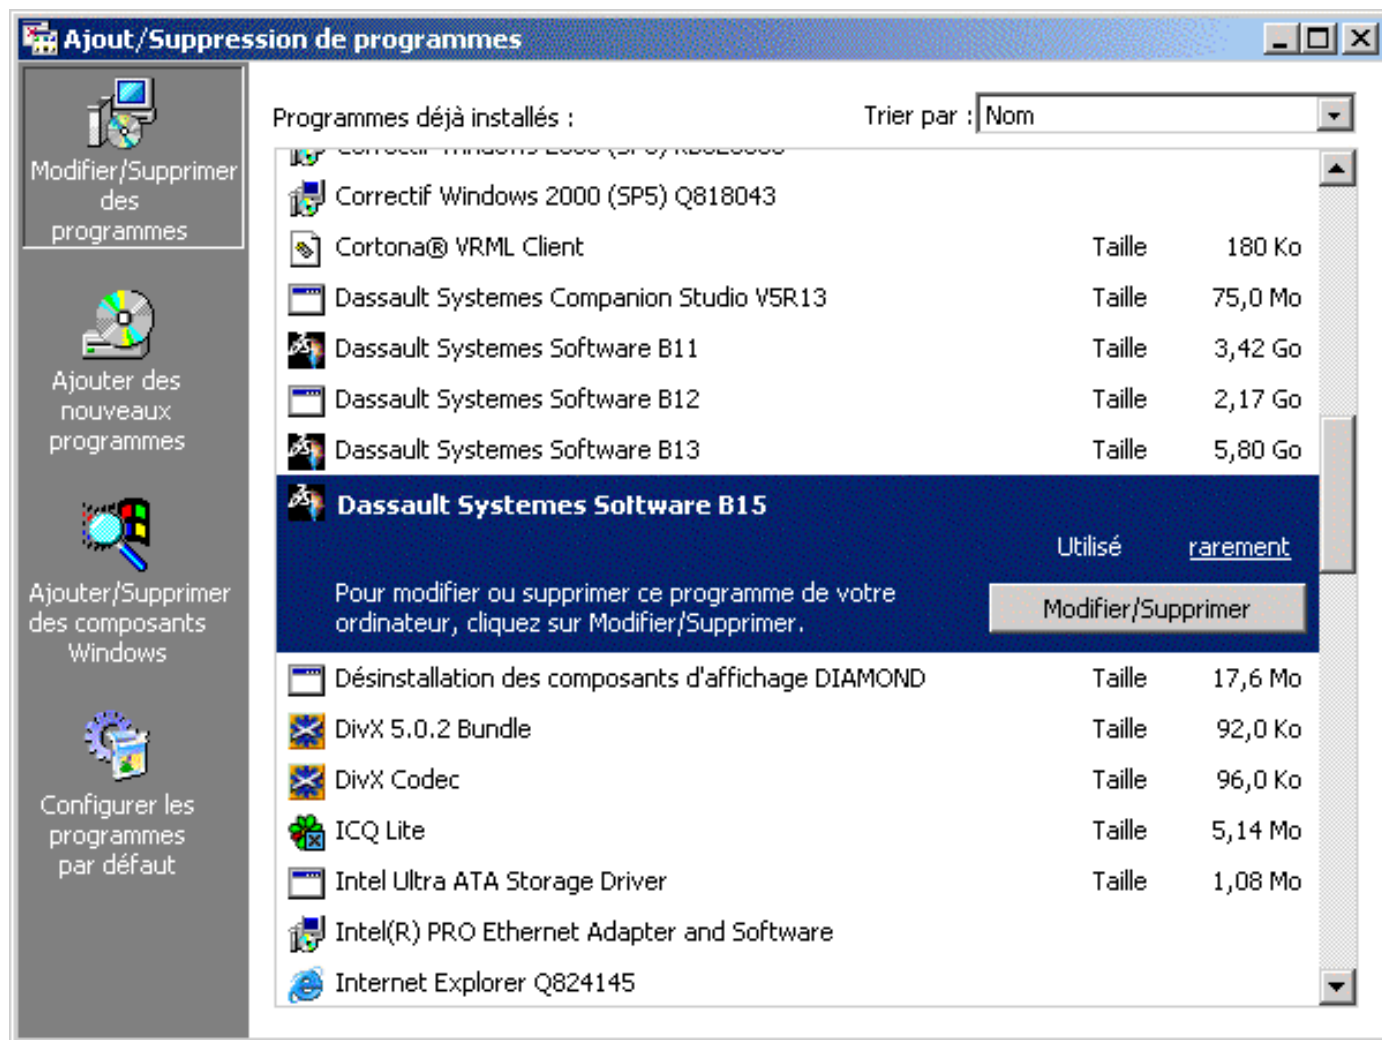 Ajout/Suppression de programmes
Modifier/Supprimer
des
programmes
Ajouter des
nouveaux
programmes
Ajouter/Supprimer
des composants
Windows
Configurer les
programmes
par défaut
Programmes déjà installés :
Trier par : Nom
Correctif Windows 2000
Correctif Windows 2000 (SP5) Q818043
Cortona® VRML Client Taille 180 Ko
Dassault Systemes Companion Studio V5R13 Taille 75,0 Mo
Dassault Systemes Software B11 Taille 3,42 Go
Dassault Systemes Software B12 Taille 2,17 Go
Dassault Systemes Software B13 Taille 5,80 Go
Dassault Systemes Software B15
Utilisé rarement
Pour modifier ou supprimer ce programme de votre
ordinateur, cliquez sur Modifier/Supprimer.
Modifier/Supprimer
Désinstallation des composants d'affichage DIAMOND Taille 17,6 Mo
DivX 5.0.2 Bundle Taille 92,0 Ko
DivX Codec Taille 96,0 Ko
ICQ Lite Taille 5,14 Mo
Intel Ultra ATA Storage Driver Taille 1,08 Mo
Intel(R) PRO Ethernet Adapter and Software
Internet Explorer Q824145